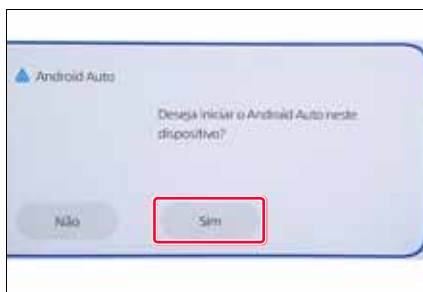 Android Auto
Deseja iniciar o Android Auto neste
dispositivo?
Não
Sim